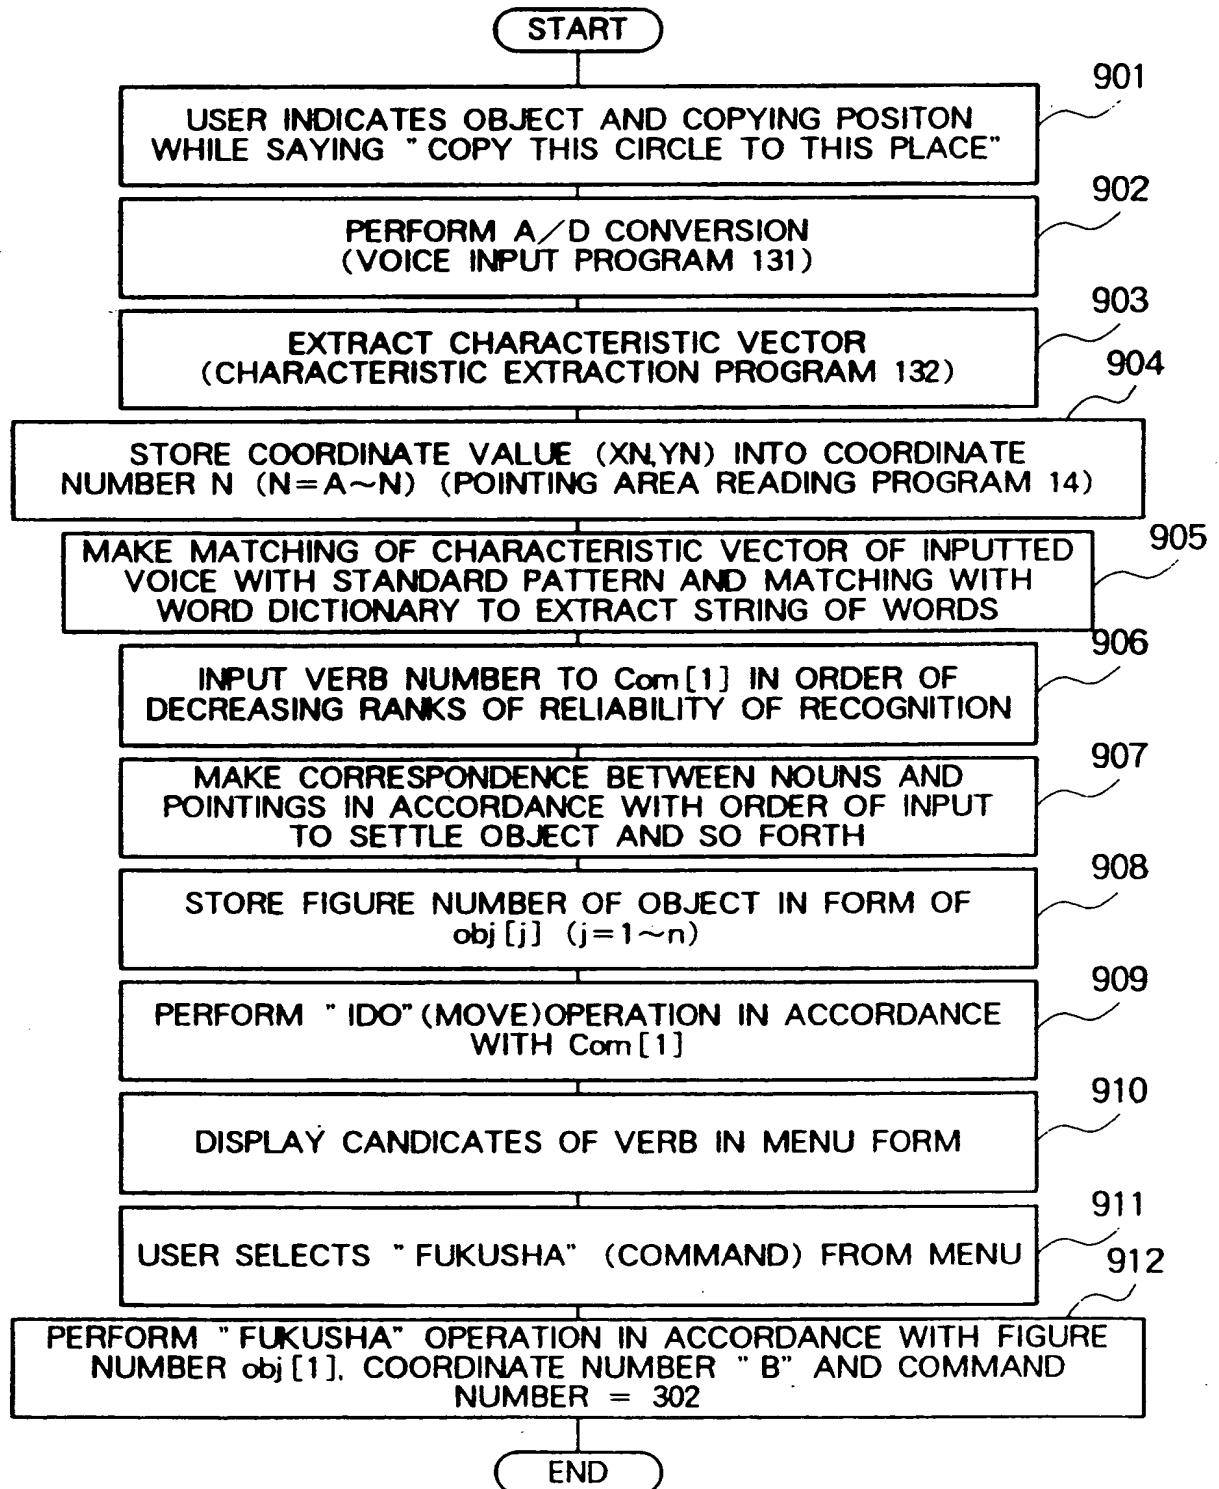 START
901
USER INDICATES OBJECT AND COPYING POSITON
WHILE SAYING "COPY THIS CIRCLE TO THIS PLACE"
902
PERFORM A/D CONVERSION
(VOICE INPUT PROGRAM 131)
903
EXTRACT CHARACTERISTIC VECTOR
(CHARACTERISTIC EXTRACTION PROGRAM 132)
904
STORE COORDINATE VALUE (XN,YN) INTO COORDINATE
NUMBER N (N=A~N) (POINTING AREA READING PROGRAM 14)
905
MAKE MATCHING OF CHARACTERISTIC VECTOR OF INPUTTED
VOICE WITH STANDARD PATTERN AND MATCHING WITH
WORD DICTIONARY TO EXTRACT STRING OF WORDS
906
INPUT VERB NUMBER TO Com[1] IN ORDER OF
DECREASING RANKS OF RELIABILITY OF RECOGNITION
907
MAKE CORRESPONDENCE BETWEEN NOUNS AND
POINTINGS IN ACCORDANCE WITH ORDER OF INPUT
TO SETTLE OBJECT AND SO FORTH
908
STORE FIGURE NUMBER OF OBJECT IN FORM OF
obj[j] (j=1~n)
909
PERFORM "IDO"(MOVE)OPERATION IN ACCORDANCE
WITH Com[1]
910
DISPLAY CANDICATES OF VERB IN MENU FORM
911
USER SELECTS "FUKUSHA" (COMMAND) FROM MENU
912
PERFORM "FUKUSHA" OPERATION IN ACCORDANCE WITH FIGURE
NUMBER obj[1], COORDINATE NUMBER "B" AND COMMAND
NUMBER = 302
END